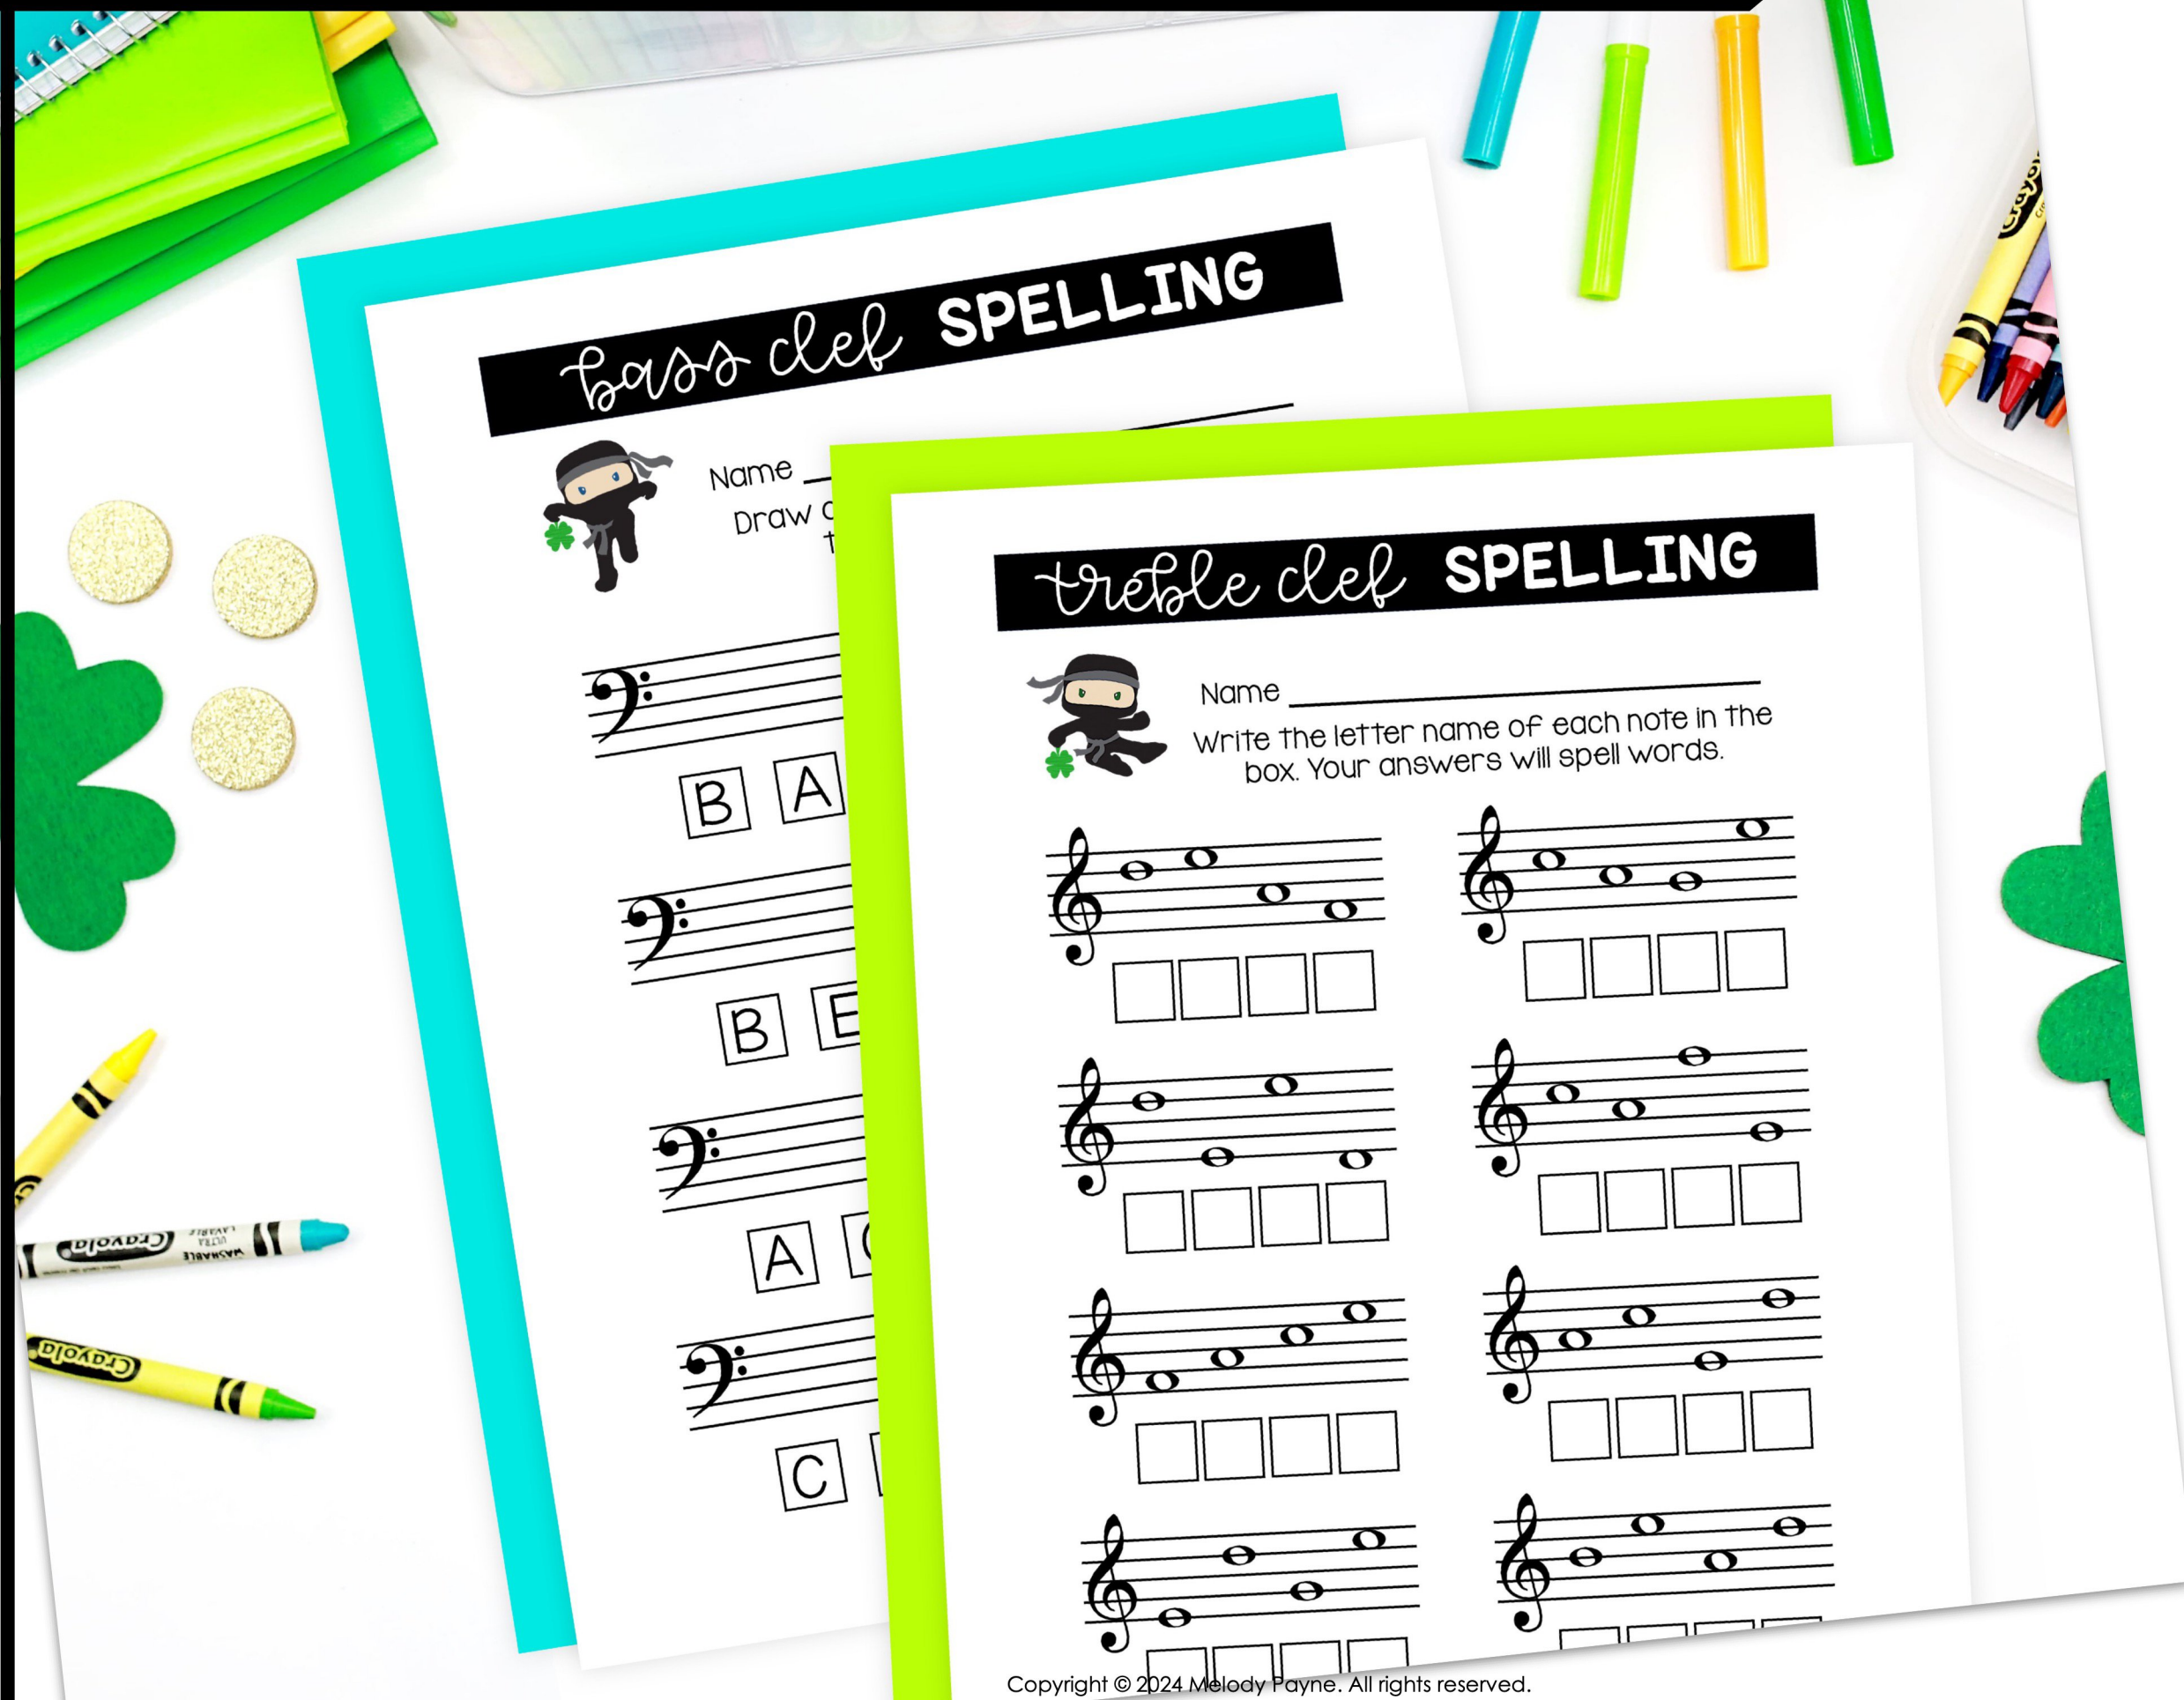 bass clef SPELLING
Name
Draw
B A
B E
A
C
treble clef SPELLING
Name
Write the letter name of each note in the
box. Your answers will spell words.
Crayola
WASHABLE
ULTRA
Crayola
Copyright © 2024 Melody Payne. All rights reserved.